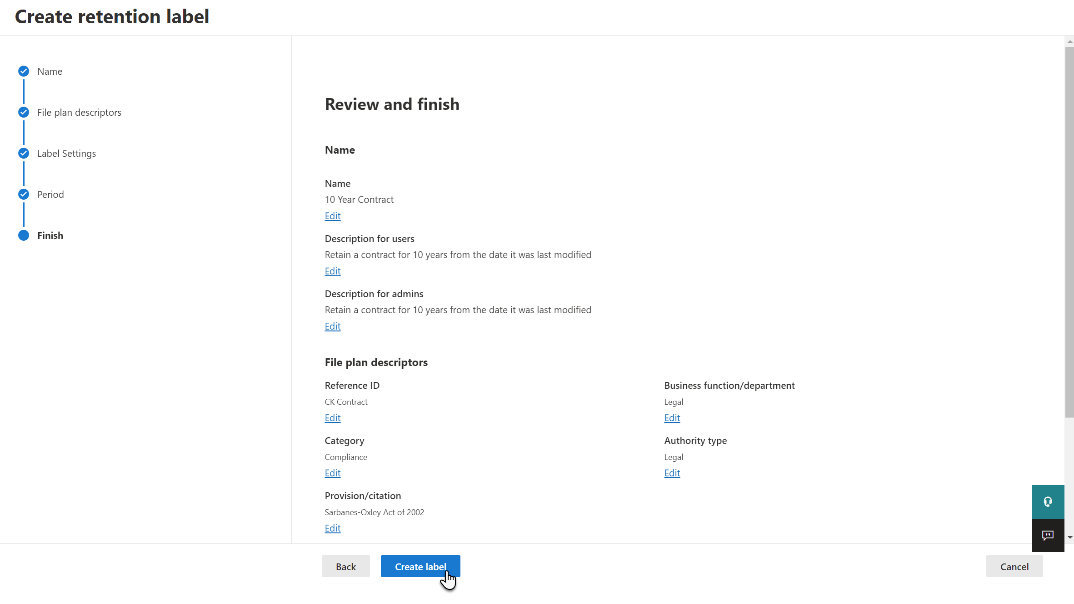 Create retention label
Name
File plan descriptors
Label Settings
Period
Finish
Review and finish
Name
Name
10 Year Contract
Edit
Description for users
Retain a contract for 10 years from the date it was last modified
Edit
Description for admins
Retain a contract for 10 years from the date it was last modified
Edit
File plan descriptors
Reference ID
CK Contract
Edit
Business function/department
Legal
Edit
Category
Compliance
Edit
Authority type
Legal
Edit
Provision/citation
Sarbanes-Oxley Act of 2002
Edit
Back
Create label
Cancel